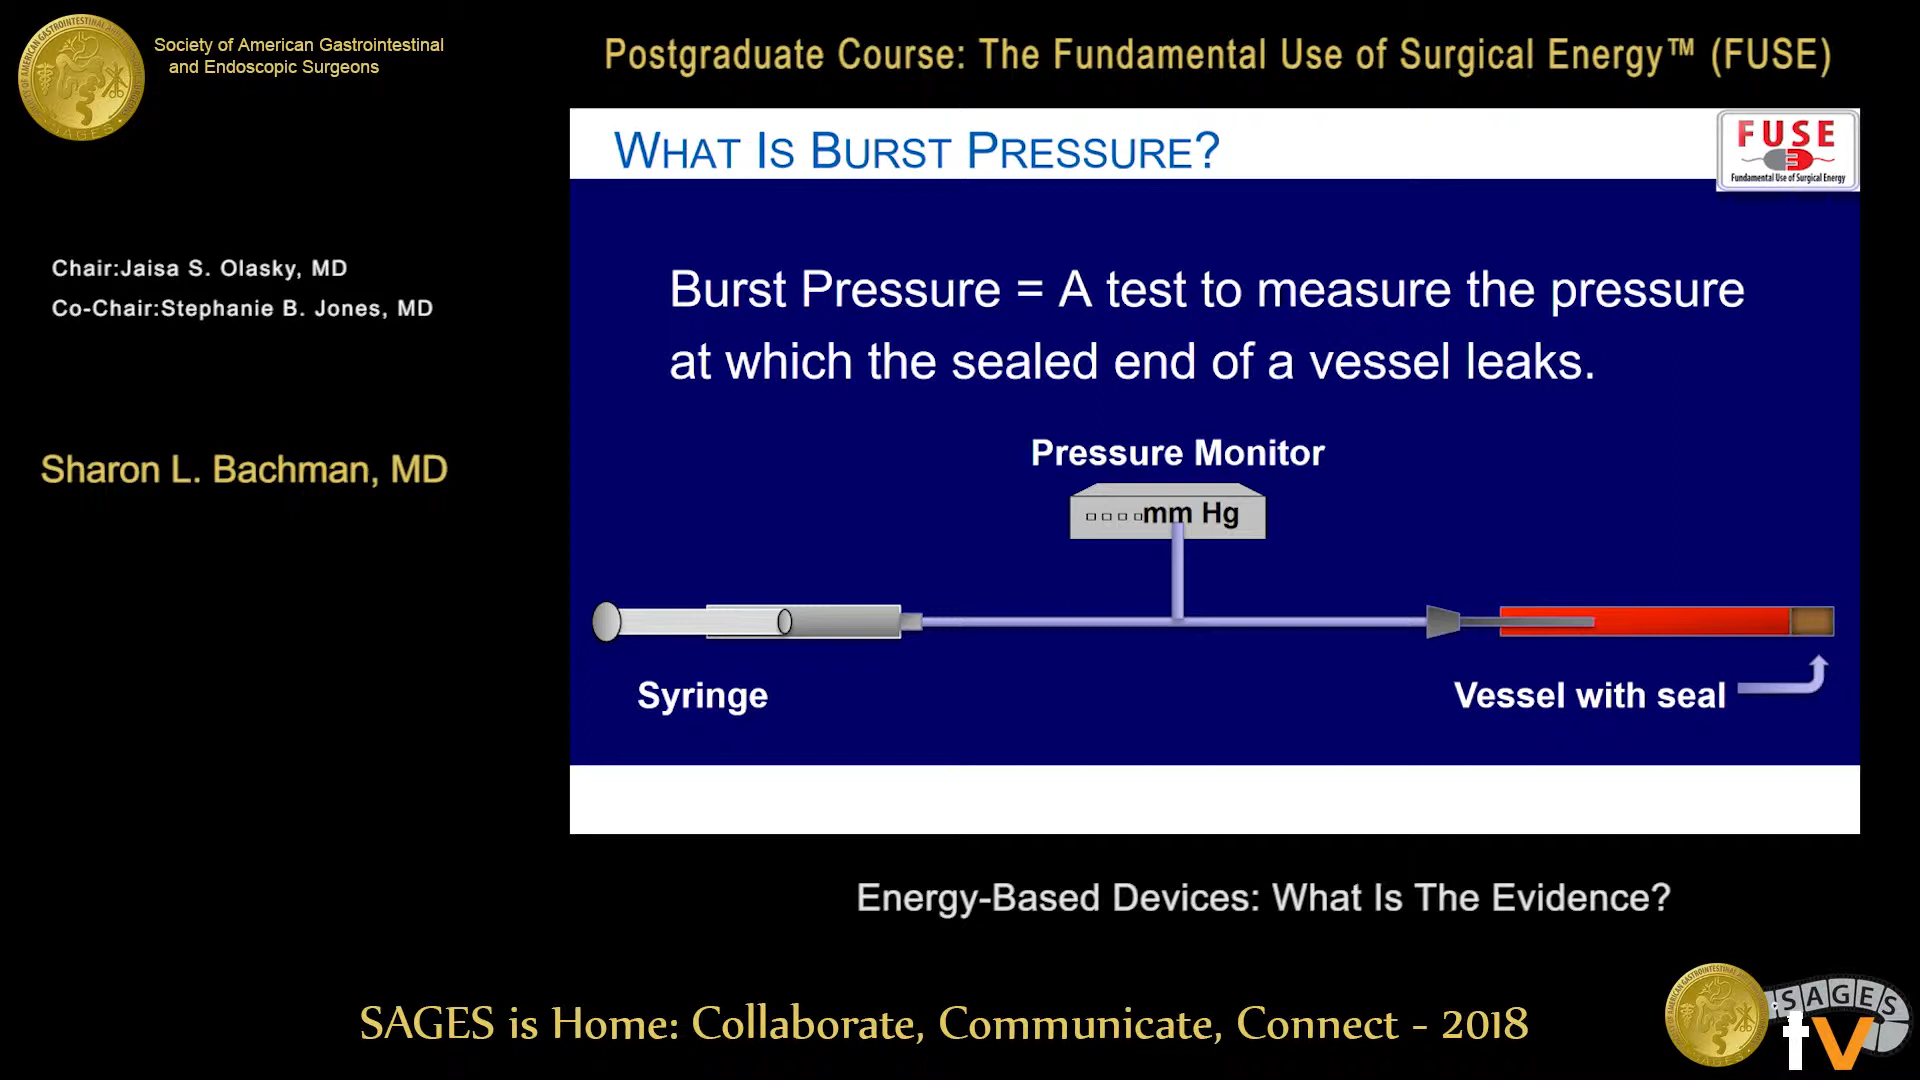 Society of American Gastrointestinal
and Endoscopic Surgeons
Postgraduate Course: The Fundamental Use of Surgical Energy™ (FUSE)
WHAT IS BURST PRESSURE?
FUSE
Fundamental Use of Surgical Energy
Chair:Jaisa S. Olasky, MD
Co-Chair:Stephanie B. Jones, MD
Sharon L. Bachman, MD
Burst Pressure = A test to measure the pressure
at which the sealed end of a vessel leaks.
Pressure Monitor
mm Hg
Syringe
Vessel with seal
Energy-Based Devices: What Is The Evidence?
SAGES is Home: Collaborate, Communicate, Connect - 2018
SAGES
tv